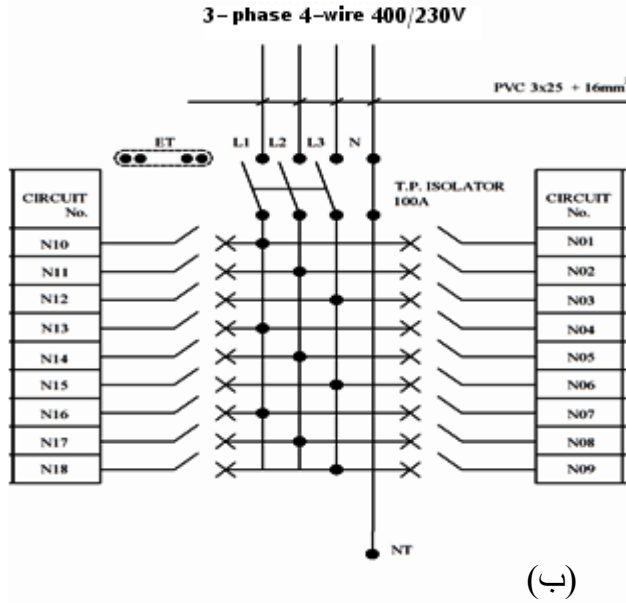 3- phase 4-wire 400/230V
PVC 3x25 + 16mm²
ET
L1 L2 L3 N
T.P. ISOLATOR
100A
CIRCUIT
No.
N10
N11
N12
N13
N14
N15
N16
N17
N18
CIRCUIT
No.
N01
N02
N03
N04
N05
N06
N07
N08
N09
NT
(ب)